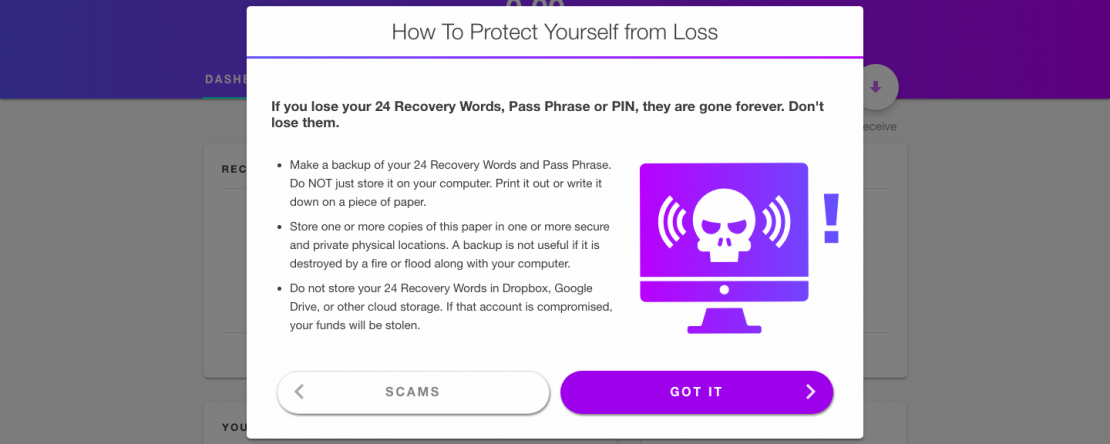 0.00
How To Protect Yourself from Loss
DASH
If you lose your 24 Recovery Words, Pass Phrase or PIN, they are gone forever. Don't
lose them.
eceive
REC
Make a backup of your 24 Recovery Words and Pass Phrase.
Do NOT just store it on your computer. Print it out or write it
down on a piece of paper.
Store one or more copies of this paper in one or more secure
and private physical locations. A backup is not useful if it is
destroyed by a fire or flood along with your computer.
Do not store your 24 Recovery Words in Dropbox, Google
Drive, or other cloud storage. If that account is compromised,
your funds will be stolen.
!
SCAMS
GOT IT
YOU